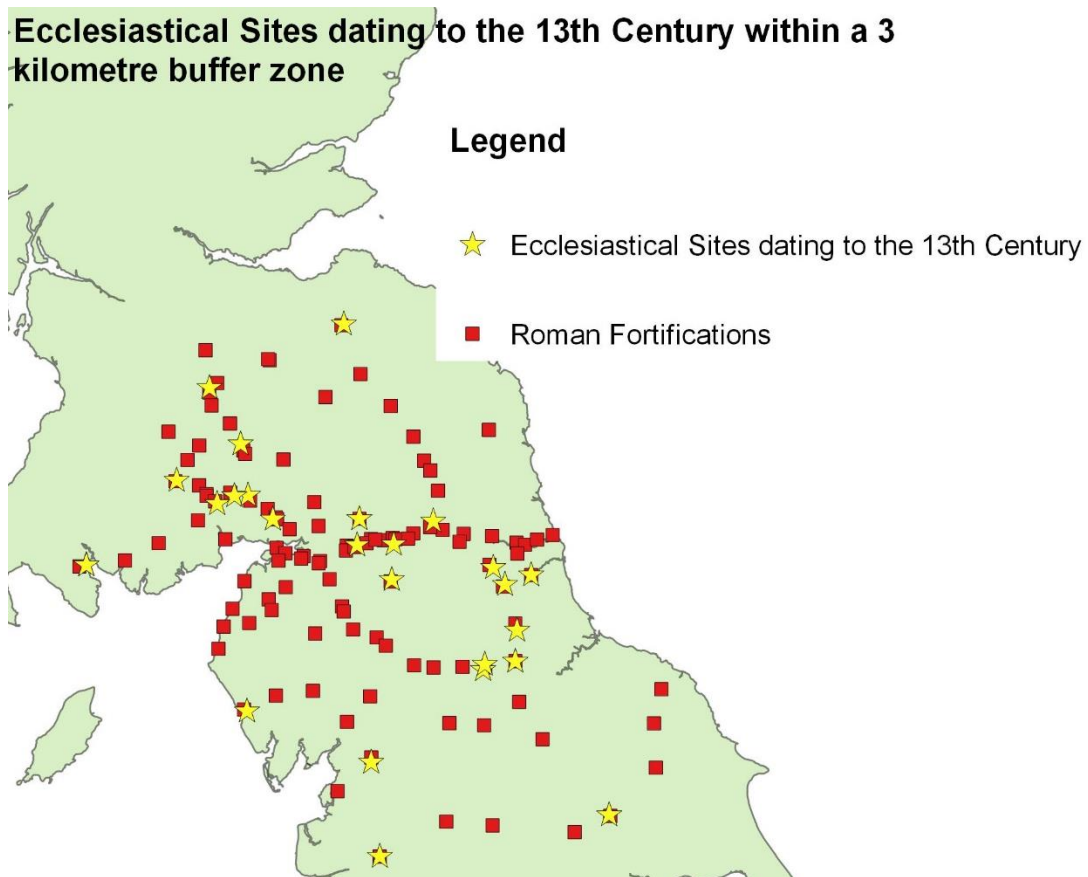 Ecclesiastical Sites dating to the 13th Century within a 3
kilometre buffer zone
Legend
Ecclesiastical Sites dating to the 13th Century
Roman Fortifications